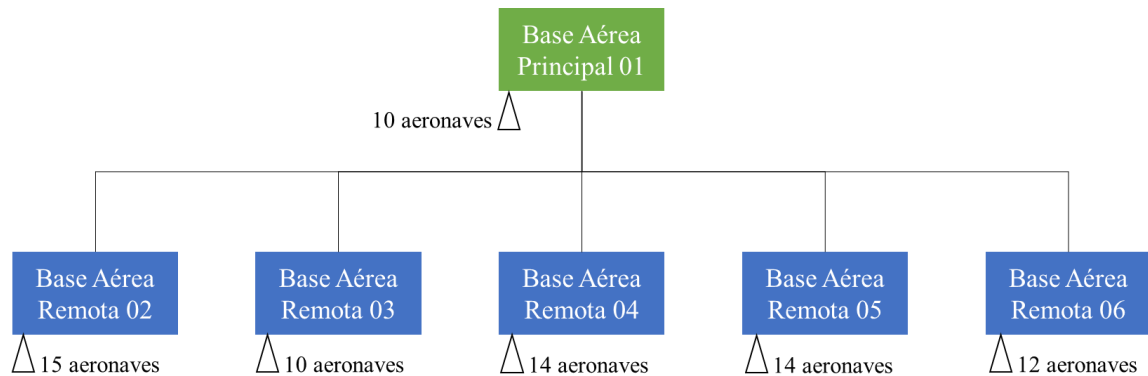 Base Aérea
Principal 01
10 aeronaves
Base Aérea
Remota 02
Base Aérea
Remota 03
Base Aérea
Remota 04
Base Aérea
Remota 05
Base Aérea
Remota 06
15 aeronaves
10 aeronaves
14 aeronaves
14 aeronaves
12 aeronaves